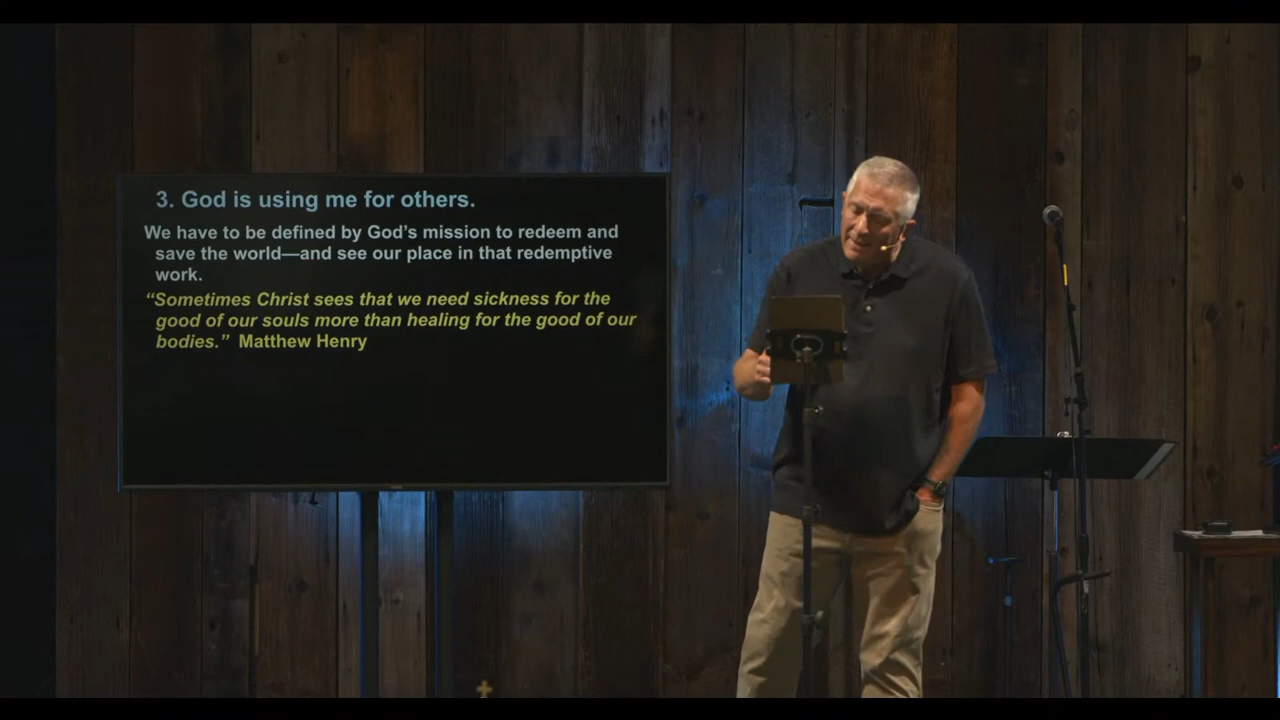 3. God is using me for others.
We have to be defined by God’s mission to redeem and
save the world—and see our place in that redemptive
work.
“Sometimes Christ sees that we need sickness for the
good of our souls more than healing for the good of our
bodies.” Matthew Henry